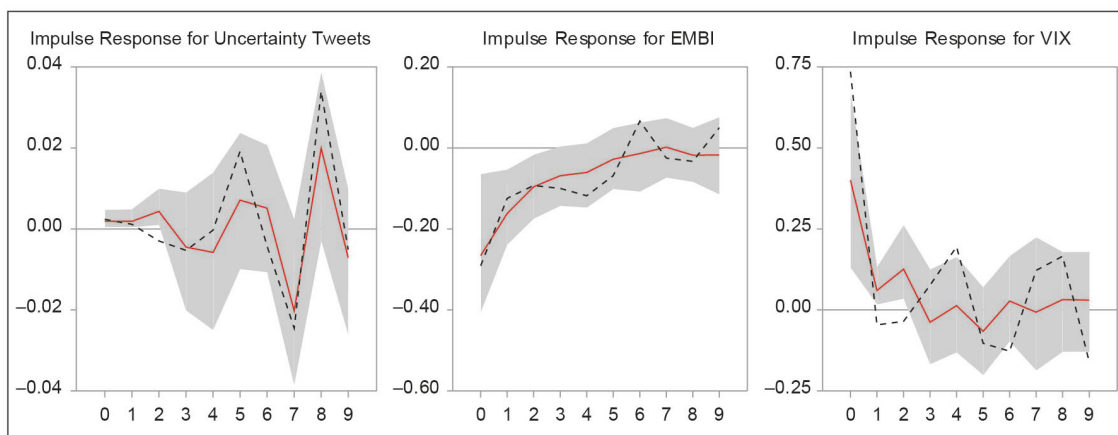 Impulse Response for Uncertainty Tweets
0.04
0.02
0.00
–0.02
–0.04
0 1 2 3 4 5 6 7 8 9
Impulse Response for EMBI
0.20
0.00
–0.20
–0.40
–0.60
0 1 2 3 4 5 6 7 8 9
Impulse Response for VIX
0.75
0.50
0.25
0.00
–0.25
0 1 2 3 4 5 6 7 8 9